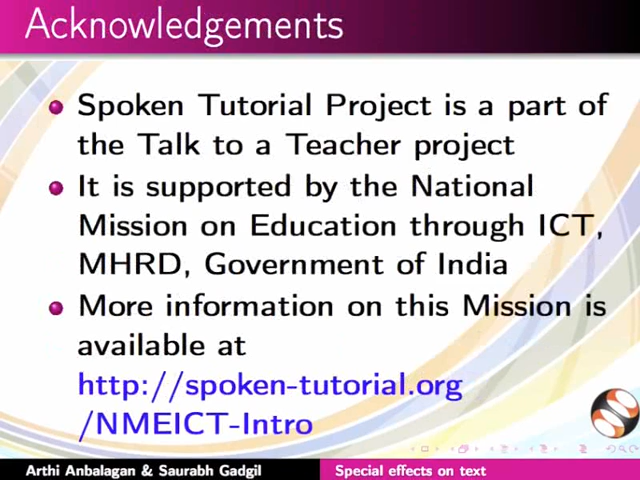 Acknowledgements
Spoken Tutorial Project is a part of
the Talk to a Teacher project
It is supported by the National
Mission on Education through ICT,
MHRD, Government of India
More information on this Mission is
available at
http://spoken-tutorial.org
/NMEICT-Intro
Arthi Anbalagan & Saurabh Gadgil
Special effects on text